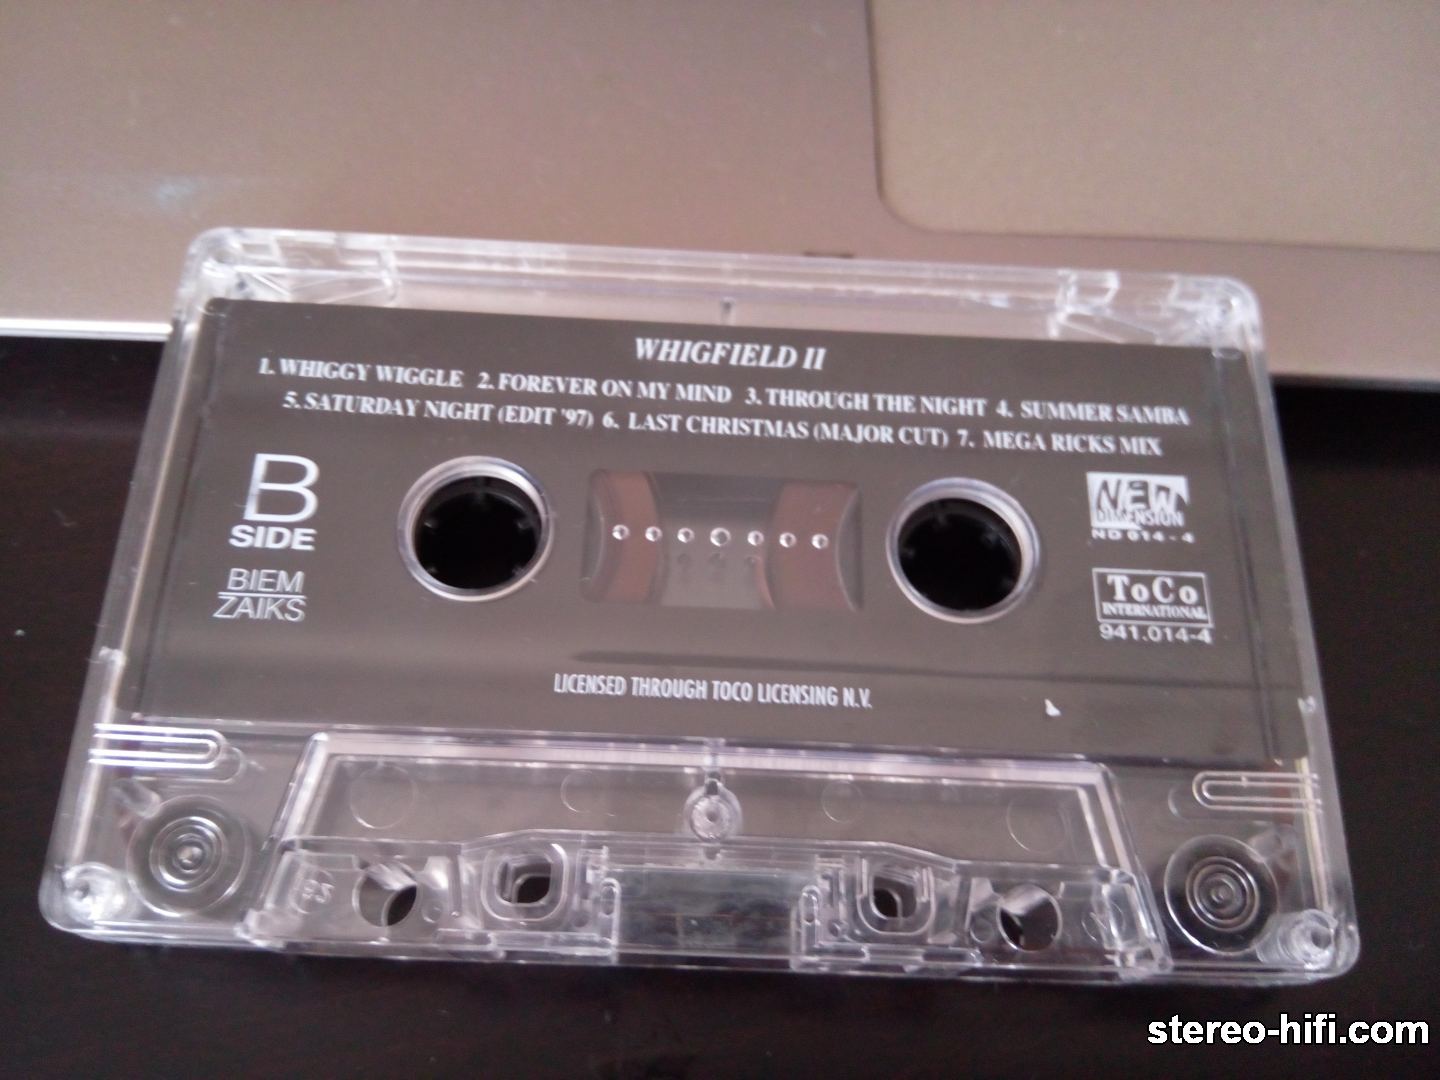 WHIGFIELD II
1. WHIGGY WIGGLE 2. FOREVER ON MY MIND 3. THROUGH THE NIGHT 4. SUMMER SAMBA
5. SATURDAY NIGHT (EDIT '97) 6. LAST CHRISTMAS (MAJOR CUT) 7. MEGA RICKS MIX
B
SIDE
BIEM
ZAIKS
NEW
DIMENSION
ND 014 - 4
ToCo
INTERNATIONAL
941.014-4
LICENSED THROUGH TOCO LICENSING N.V.
stereo-hifi.com